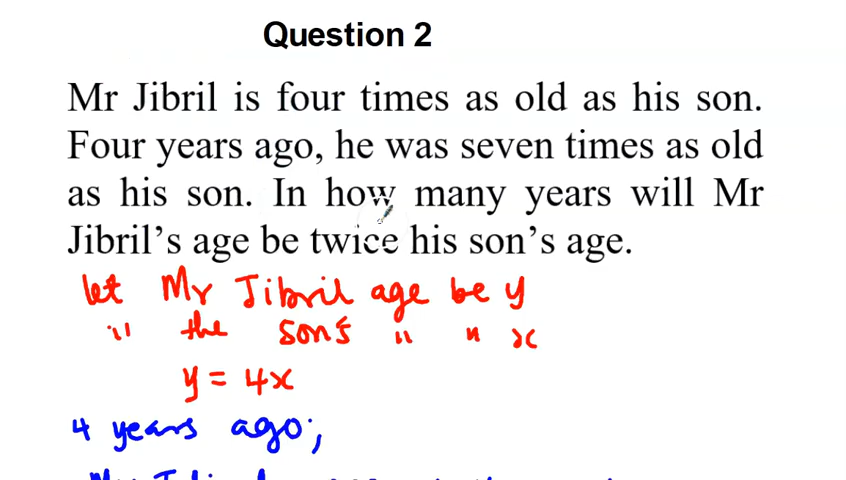 Question 2
Mr Jibril is four times as old as his son.
Four years ago, he was seven times as old
as his son. In how many years will Mr
Jibril's age be twice his son's age.
let Mr Jibril age be y
" the son's " " x
y = 4x
4 years ago;